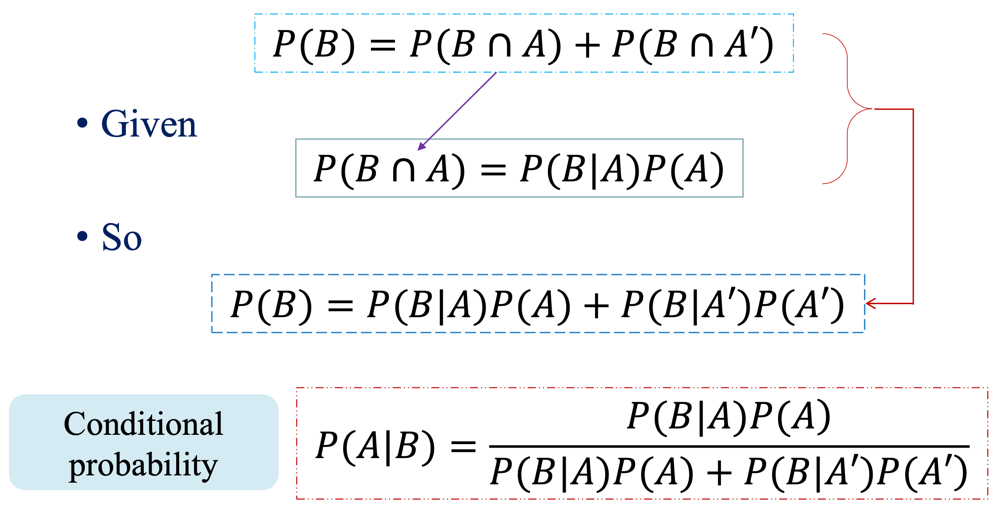 P(B) = P(B ∩ A) + P(B ∩ A′)
• Given
P(B ∩ A) = P(B|A)P(A)
• So
P(B) = P(B|A)P(A) + P(B|A′)P(A′)
Conditional
probability
P(A|B) = P(B|A)P(A) / P(B|A)P(A) + P(B|A′)P(A′)